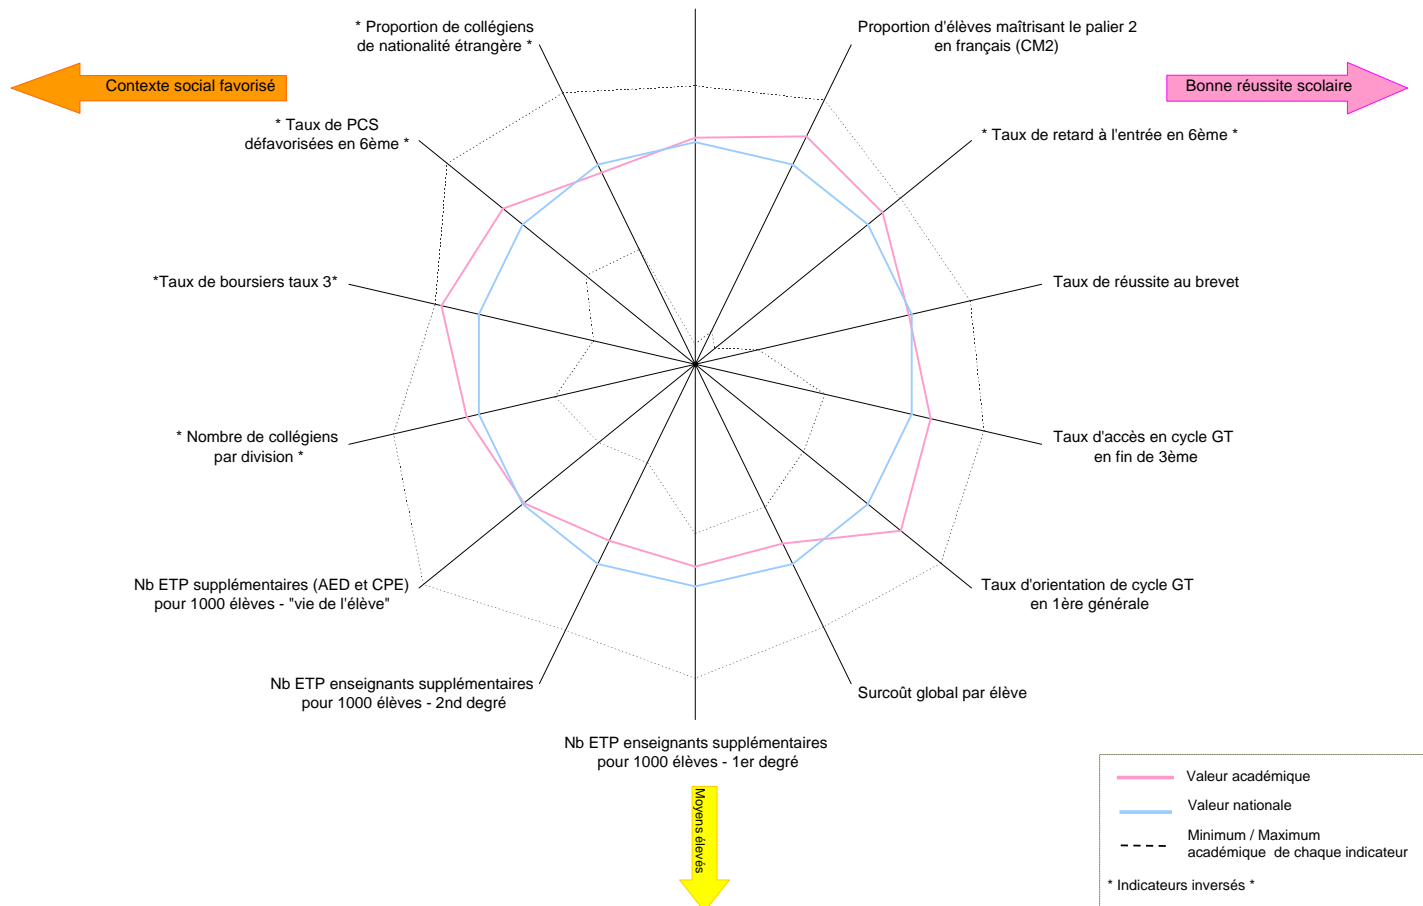 * Proportion de collégiens
de nationalité étrangère *
Proportion d'élèves maîtrisant le palier 2
en français (CM2)
Contexte social favorisé
Bonne réussite scolaire
* Taux de PCS
défavorisées en 6ème *
* Taux de retard à l'entrée en 6ème *
*Taux de boursiers taux 3*
Taux de réussite au brevet
* Nombre de collégiens
par division *
Taux d'accès en cycle GT
en fin de 3ème
Nb ETP supplémentaires (AED et CPE)
pour 1000 élèves - "vie de l'élève"
Taux d'orientation de cycle GT
en 1ère générale
Nb ETP enseignants supplémentaires
pour 1000 élèves - 2nd degré
Surcoût global par élève
Nb ETP enseignants supplémentaires
pour 1000 élèves - 1er degré
Moyens élevés
Valeur académique
Valeur nationale
Minimum / Maximum
académique de chaque indicateur
* Indicateurs inversés *